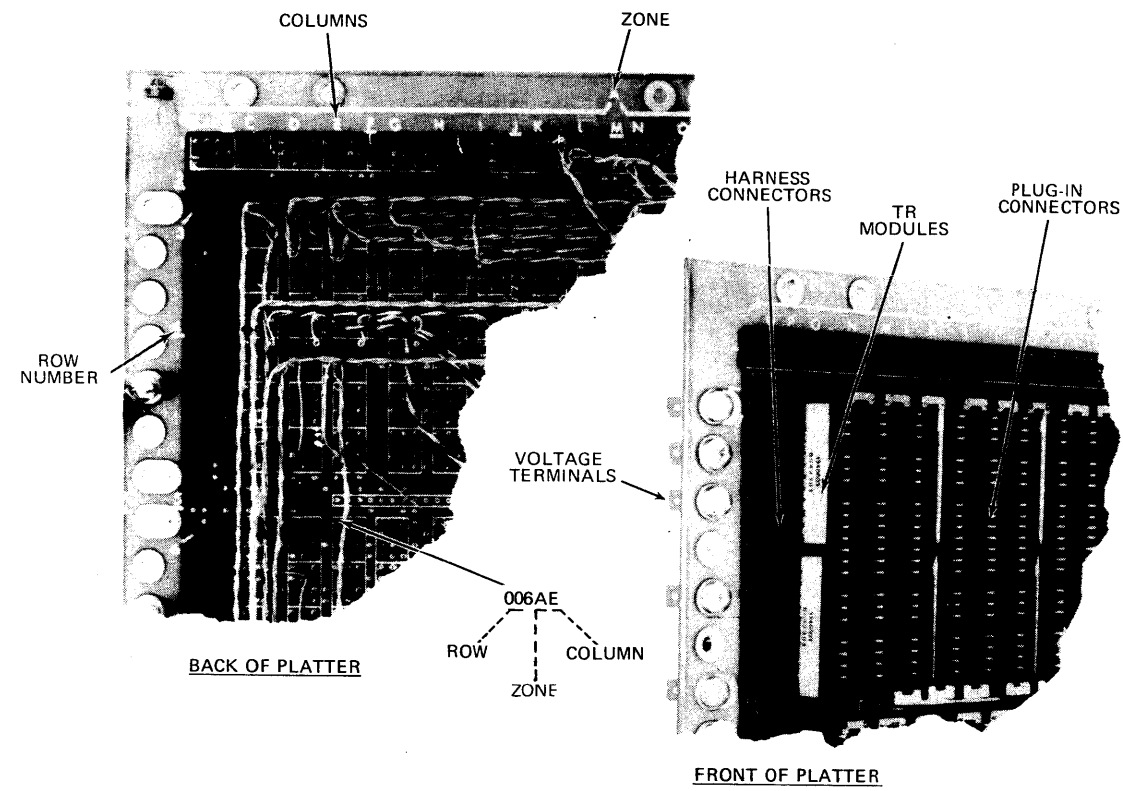 COLUMNS
ZONE
A
C D E F G H I J K L M N
HARNESS
CONNECTORS
TR
MODULES
PLUG-IN
CONNECTORS
ROW
NUMBER
VOLTAGE
TERMINALS
006AE
ROW
COLUMN
ZONE
BACK OF PLATTER
FRONT OF PLATTER